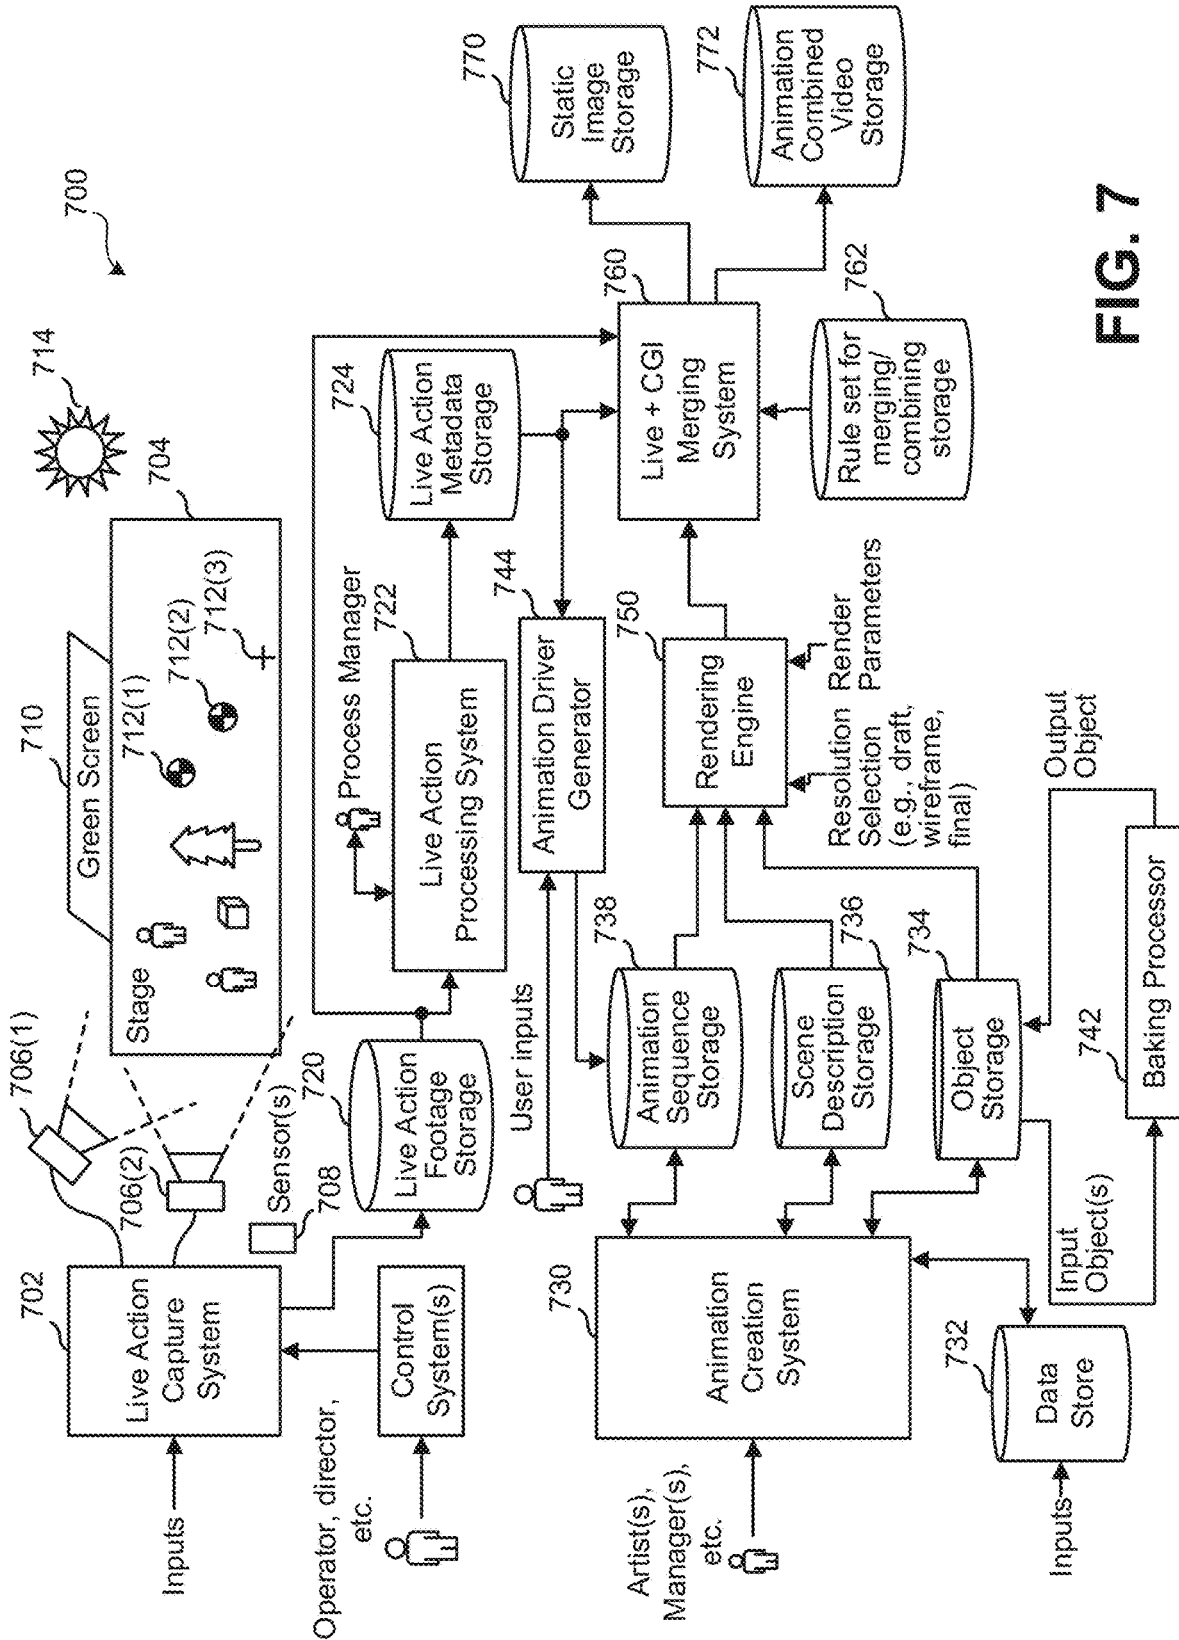 700
714
710
Green Screen
704
Stage
712(1)
712(2)
712(3)
706(1)
706(2)
Sensor(s)
708
702
Live Action
Capture
System
Inputs
Operator, director,
etc.
Control
System(s)
720
Live Action
Footage
Storage
Process Manager
722
Live Action
Processing System
724
Live Action
Metadata
Storage
User inputs
744
Animation Driver
Generator
738
Animation
Sequence
Storage
736
Scene
Description
Storage
734
Object
Storage
730
Animation
Creation
System
Artist(s),
Manager(s),
etc.
732
Data
Store
Inputs
Input
Object(s)
742
Baking Processor
Output
Object
750
Rendering
Engine
Resolution
Selection
(e.g., draft,
wireframe,
final)
Render
Parameters
760
Live + CGI
Merging
System
762
Rule set for
merging/
combining
storage
770
Static
Image
Storage
772
Animation
Combined
Video
Storage
FIG. 7